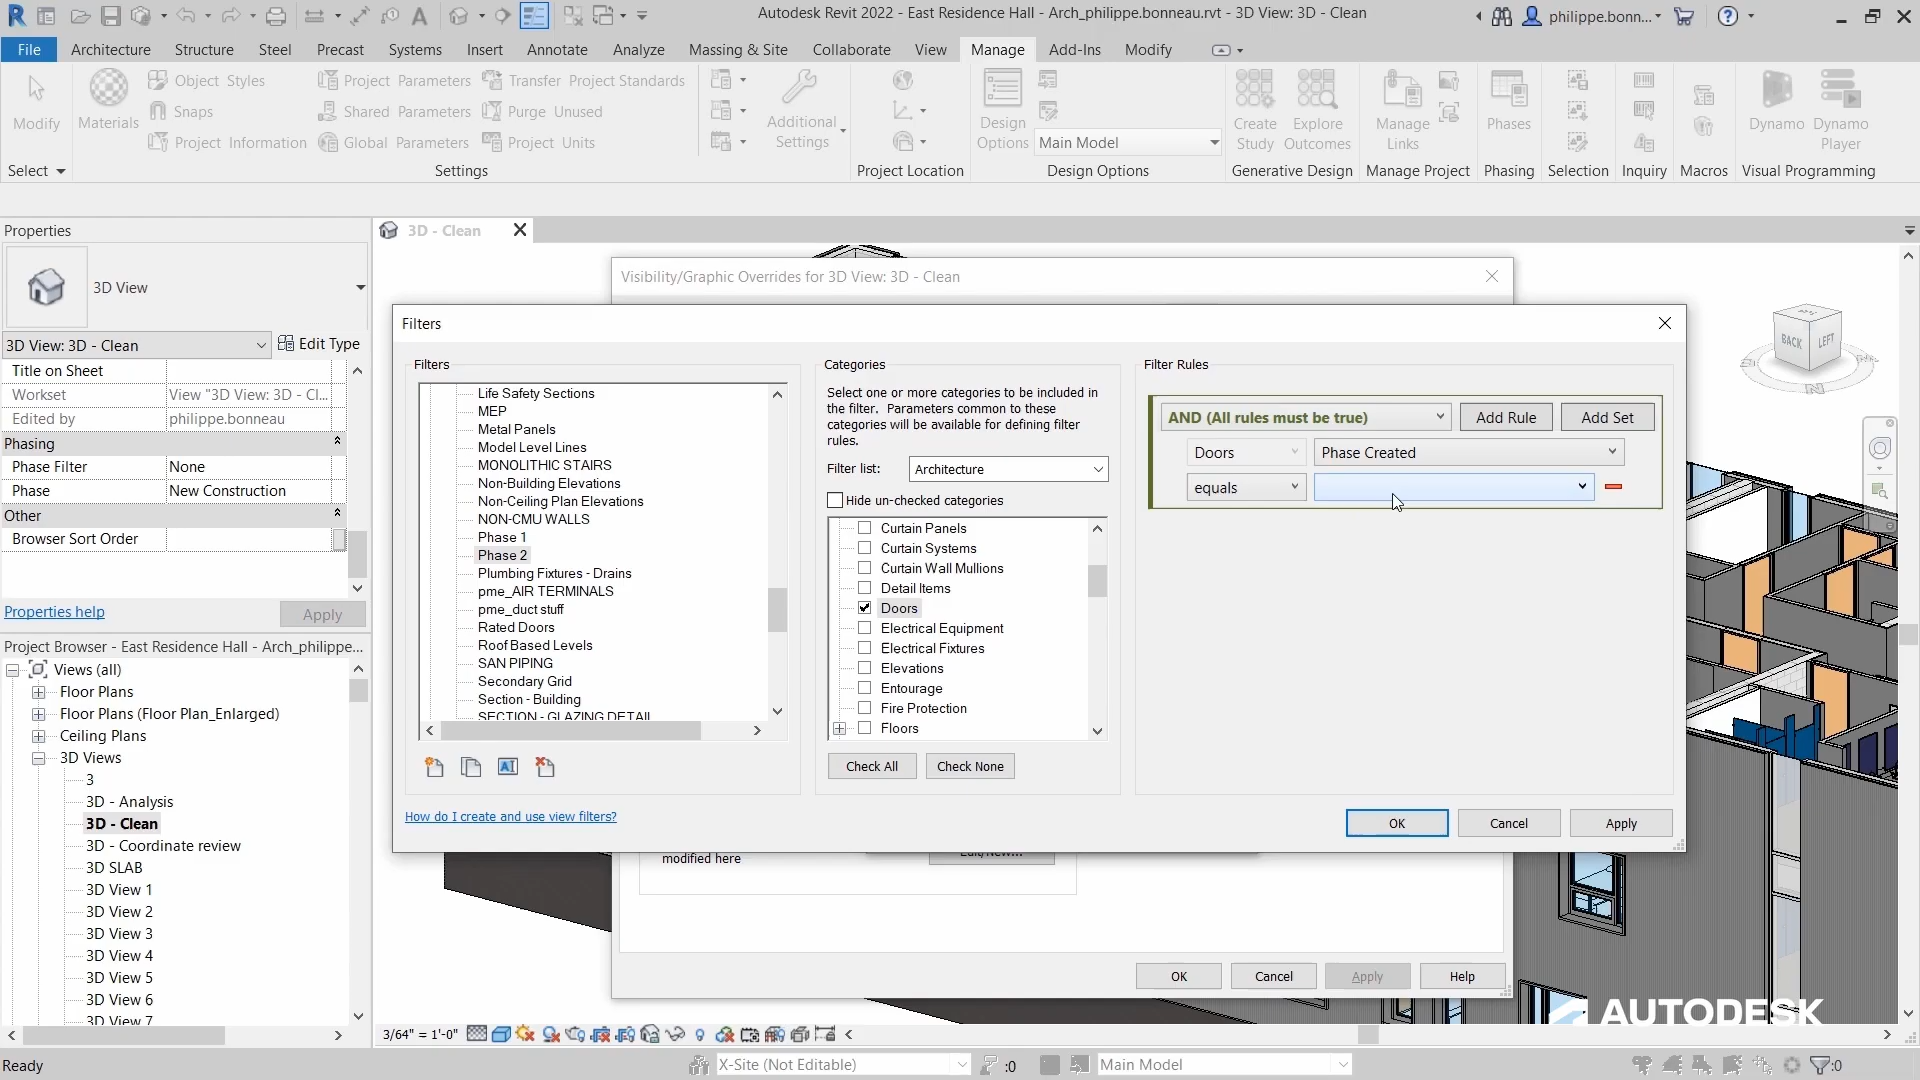 Autodesk Revit 2022 - East Residence Hall - Arch_philippe.bonneau.rvt - 3D View: 3D - Clean
philippe.bonn...
File Architecture Structure Steel Precast Systems Insert Annotate Analyze Massing & Site Collaborate View Manage Add-Ins Modify
Modify
Materials
Object Styles
Snaps
Project Information
Project Parameters
Shared Parameters
Global Parameters
Transfer Project Standards
Purge Unused
Project Units
Additional
Settings
Design
Options
Main Model
Create
Study
Explore
Outcomes
Manage
Links
Phases
Dynamo
Dynamo
Player
Select Settings Project Location Design Options Generative Design Manage Project Phasing Selection Inquiry Macros Visual Programming
Properties
3D View
3D View: 3D - Clean
Edit Type
Title on Sheet
Workset View "3D View: 3D - Cl...
Edited by philippe.bonneau
Phasing
Phase Filter None
Phase New Construction
Other
Browser Sort Order
Properties help
Apply
Project Browser - East Residence Hall - Arch_philippe...
Views (all)
Floor Plans
Floor Plans (Floor Plan_Enlarged)
Ceiling Plans
3D Views
3
3D - Analysis
3D - Clean
3D - Coordinate review
3D SLAB
3D View 1
3D View 2
3D View 3
3D View 4
3D View 5
3D View 6
3D View 7
3D - Clean
Visibility/Graphic Overrides for 3D View: 3D - Clean
Filters
Filters
Life Safety Sections
MEP
Metal Panels
Model Level Lines
MONOLITHIC STAIRS
Non-Building Elevations
Non-Ceiling Plan Elevations
NON-CMU WALLS
Phase 1
Phase 2
Plumbing Fixtures - Drains
pme_AIR TERMINALS
pme_duct stuff
Rated Doors
Roof Based Levels
SAN PIPING
Secondary Grid
Section - Building
SECTION - GLAZING DETAIL
How do I create and use view filters?
Categories
Select one or more categories to be included
in the filter. Parameters common to these
categories will be available for defining filter
rules.
Filter list: Architecture
Hide un-checked categories
Curtain Panels
Curtain Systems
Curtain Wall Mullions
Detail Items
Doors
Electrical Equipment
Electrical Fixtures
Elevations
Entourage
Fire Protection
Floors
Check All
Check None
Filter Rules
AND (All rules must be true)
Add Rule
Add Set
Doors
Phase Created
equals
OK
Cancel
Apply
modified here
Edit/New...
OK
Cancel
Apply
Help
BACK
LEFT
AUTODESK
3/64" = 1'-0"
Ready
X-Site (Not Editable)
:0
Main Model
:0